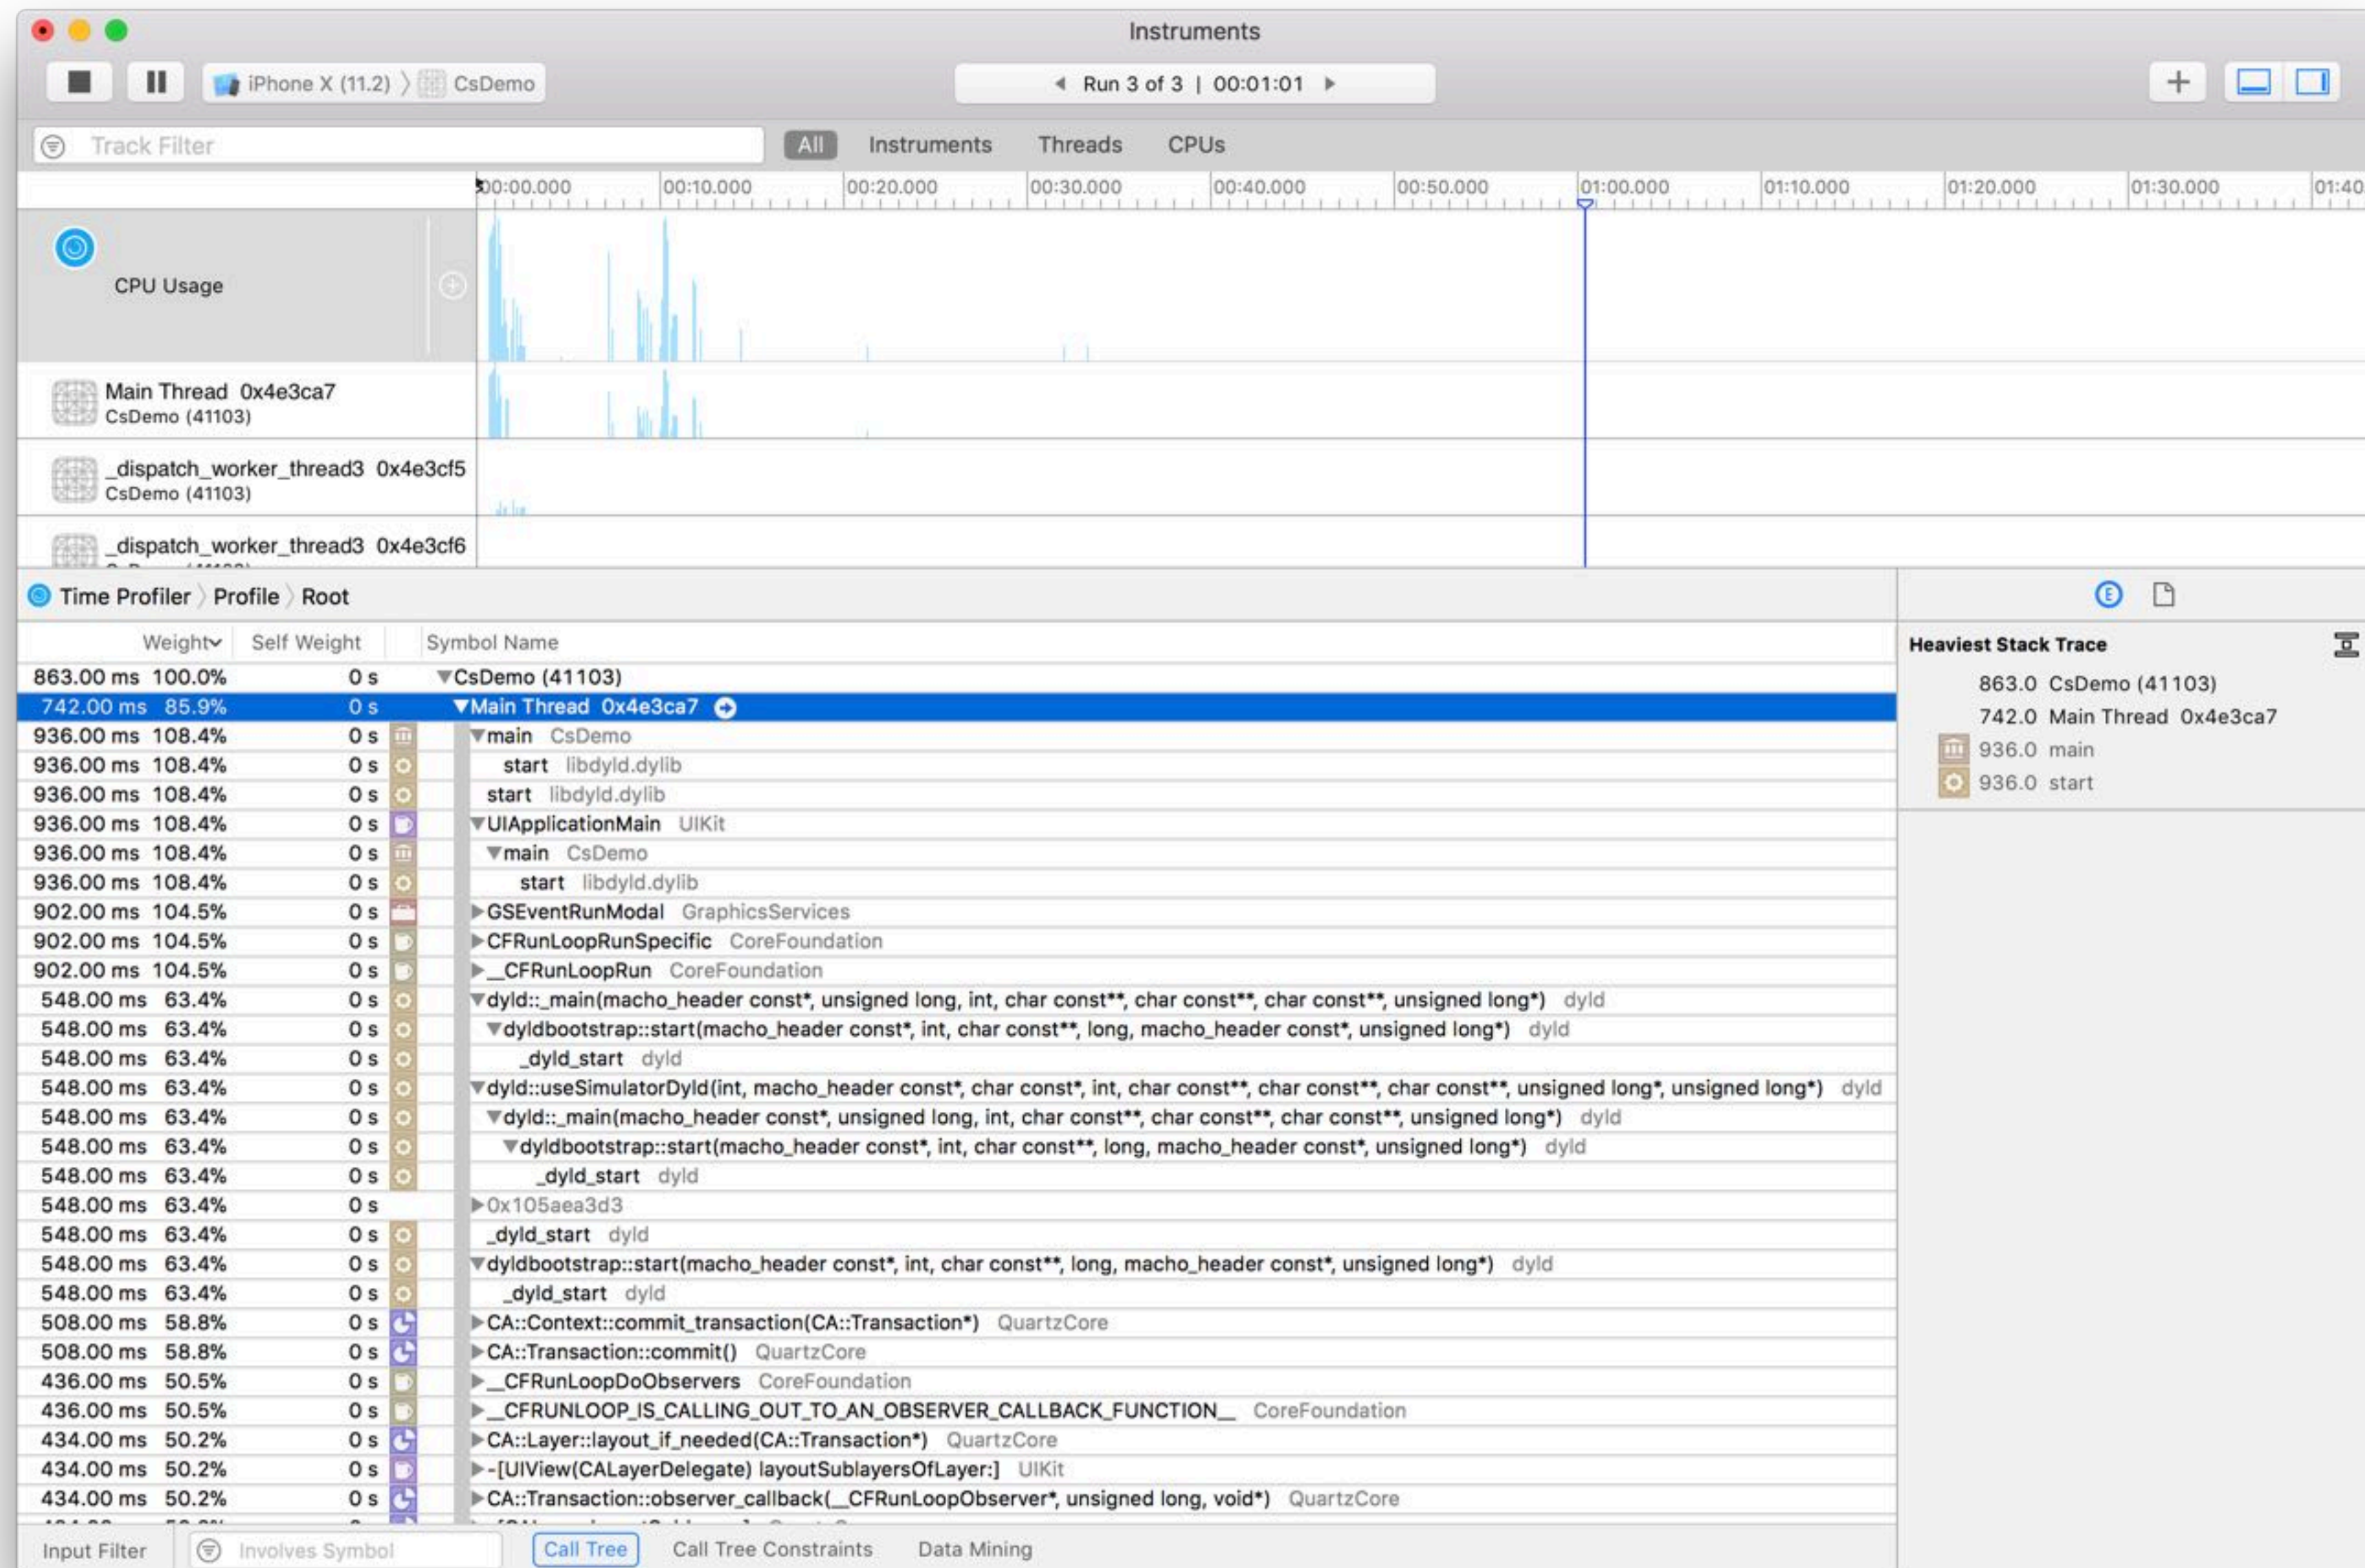 Instruments
iPhone X (11.2) CsDemo
Run 3 of 3 | 00:01:01
Track Filter
All Instruments Threads CPUs
00:00.000 00:10.000 00:20.000 00:30.000 00:40.000 00:50.000 01:00.000 01:10.000 01:20.000 01:30.000 01:40
CPU Usage
Main Thread 0x4e3ca7
CsDemo (41103)
_dispatch_worker_thread3 0x4e3cf5
CsDemo (41103)
_dispatch_worker_thread3 0x4e3cf6
Time Profiler Profile Root
Weight Self Weight Symbol Name
863.00 ms 100.0% 0 s CsDemo (41103)
742.00 ms 85.9% 0 s Main Thread 0x4e3ca7
936.00 ms 108.4% 0 s main CsDemo
936.00 ms 108.4% 0 s start libdyld.dylib
936.00 ms 108.4% 0 s start libdyld.dylib
936.00 ms 108.4% 0 s UIApplicationMain UIKit
936.00 ms 108.4% 0 s main CsDemo
936.00 ms 108.4% 0 s start libdyld.dylib
902.00 ms 104.5% 0 s GSEventRunModal GraphicsServices
902.00 ms 104.5% 0 s CFRunLoopRunSpecific CoreFoundation
902.00 ms 104.5% 0 s __CFRunLoopRun CoreFoundation
548.00 ms 63.4% 0 s dyld::_main(macho_header const*, unsigned long, int, char const**, char const**, char const**, unsigned long*) dyld
548.00 ms 63.4% 0 s dyldbootstrap::start(macho_header const*, int, char const**, long, macho_header const*, unsigned long*) dyld
548.00 ms 63.4% 0 s _dyld_start dyld
548.00 ms 63.4% 0 s dyld::useSimulatorDyld(int, macho_header const*, char const*, int, char const**, char const**, char const**, unsigned long*, unsigned long*) dyld
548.00 ms 63.4% 0 s dyld::_main(macho_header const*, unsigned long, int, char const**, char const**, char const**, unsigned long*) dyld
548.00 ms 63.4% 0 s dyldbootstrap::start(macho_header const*, int, char const**, long, macho_header const*, unsigned long*) dyld
548.00 ms 63.4% 0 s _dyld_start dyld
548.00 ms 63.4% 0 s 0x105aea3d3
548.00 ms 63.4% 0 s _dyld_start dyld
548.00 ms 63.4% 0 s dyldbootstrap::start(macho_header const*, int, char const**, long, macho_header const*, unsigned long*) dyld
548.00 ms 63.4% 0 s _dyld_start dyld
508.00 ms 58.8% 0 s CA::Context::commit_transaction(CA::Transaction*) QuartzCore
508.00 ms 58.8% 0 s CA::Transaction::commit() QuartzCore
436.00 ms 50.5% 0 s __CFRunLoopDoObservers CoreFoundation
436.00 ms 50.5% 0 s __CFRUNLOOP_IS_CALLING_OUT_TO_AN_OBSERVER_CALLBACK_FUNCTION__ CoreFoundation
434.00 ms 50.2% 0 s CA::Layer::layout_if_needed(CA::Transaction*) QuartzCore
434.00 ms 50.2% 0 s -[UIView(CALayerDelegate) layoutSublayersOfLayer:] UIKit
434.00 ms 50.2% 0 s CA::Transaction::observer_callback(__CFRunLoopObserver*, unsigned long, void*) QuartzCore
Heaviest Stack Trace
863.0 CsDemo (41103)
742.0 Main Thread 0x4e3ca7
936.0 main
936.0 start
Input Filter Involves Symbol Call Tree Call Tree Constraints Data Mining